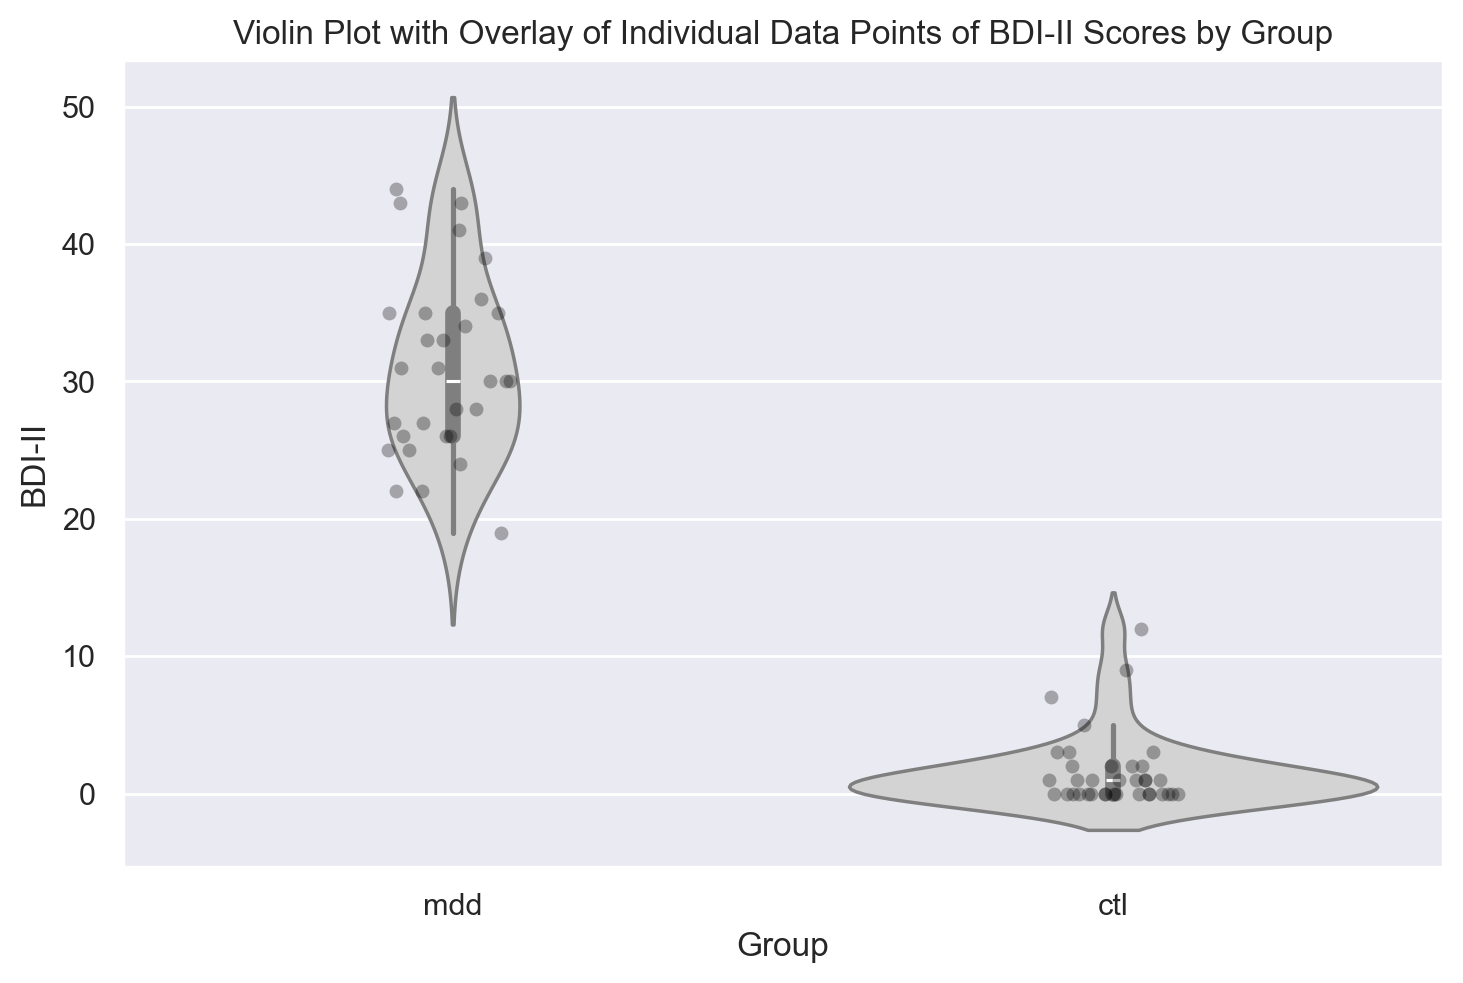 Violin Plot with Overlay of Individual Data Points of BDI-II Scores by Group
50
40
30
20
10
0
BDI-II
mdd
ctl
Group